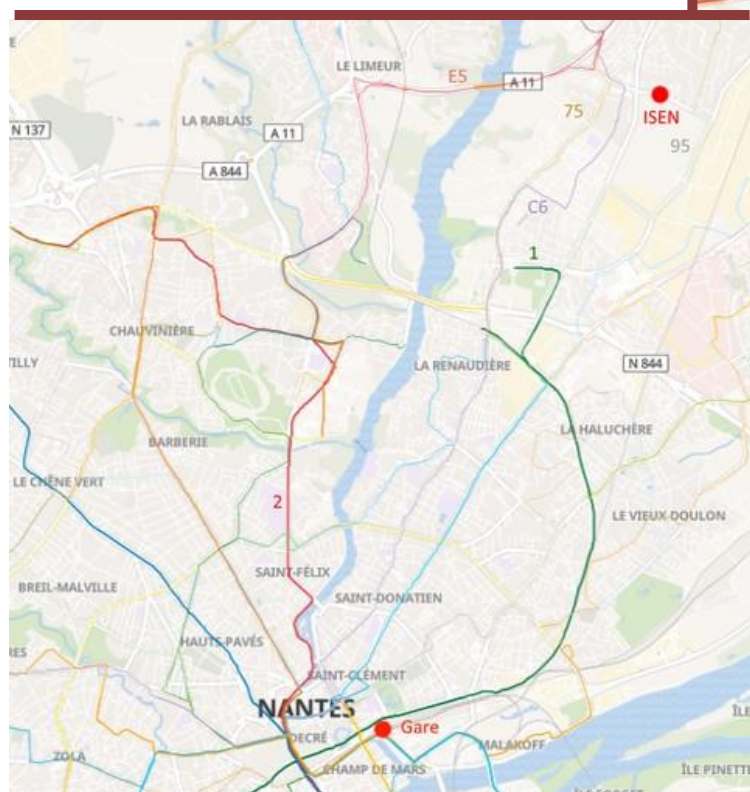 LE LIMEUR
E5
A 11
ISEN
75
LA RABLAIS
A 11
N 137
95
A 844
C6
1
CHAUVINIÈRE
LA RENAUDIÈRE
N 844
TILLY
LA HALUCHÈRE
BARBERIE
LE CHÊNE VERT
2
LE VIEUX-DOULON
SAINT-FÉLIX
BREIL-MALVILLE
SAINT-DONATIEN
HAUTS-PAVÉS
RES
SAINT-CLÉMENT
NANTES
ÎLE
Gare
DECRÉ
MALAKOFF
ZOLA
CHAMP DE MARS
ÎLE PINETTE